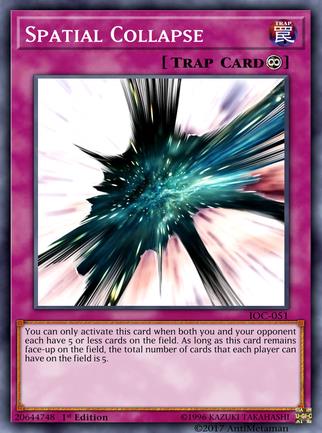 Spatial Collapse
TRAP
罠
[Trap Card]
IOC-051
You can only activate this card when both you and your opponent
each have 5 or less cards on the field. As long as this card remains
face-up on the field, the total number of cards that each player can
have on the field is 5.
20644748 1st Edition ©1996 KAZUKI TAKAHASHI
©2017 AntiMetaman